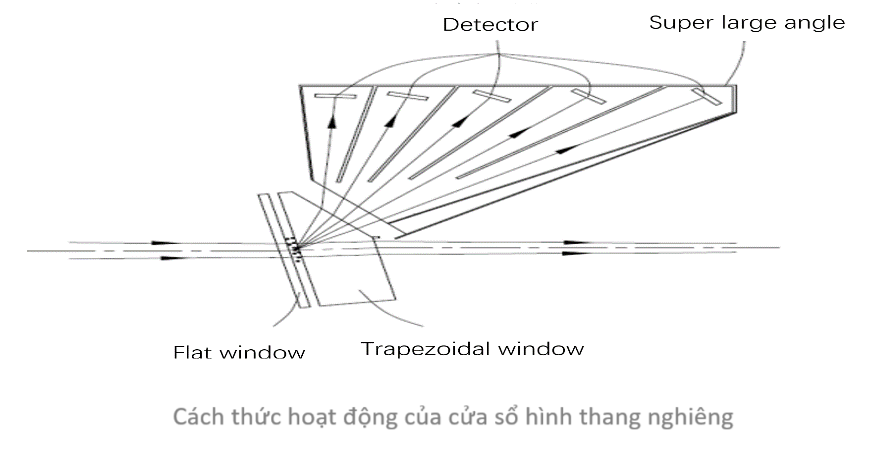 Detector
Super large angle
Flat window
Trapezoidal window
Cách thức hoạt động của cửa sổ hình thang nghiêng